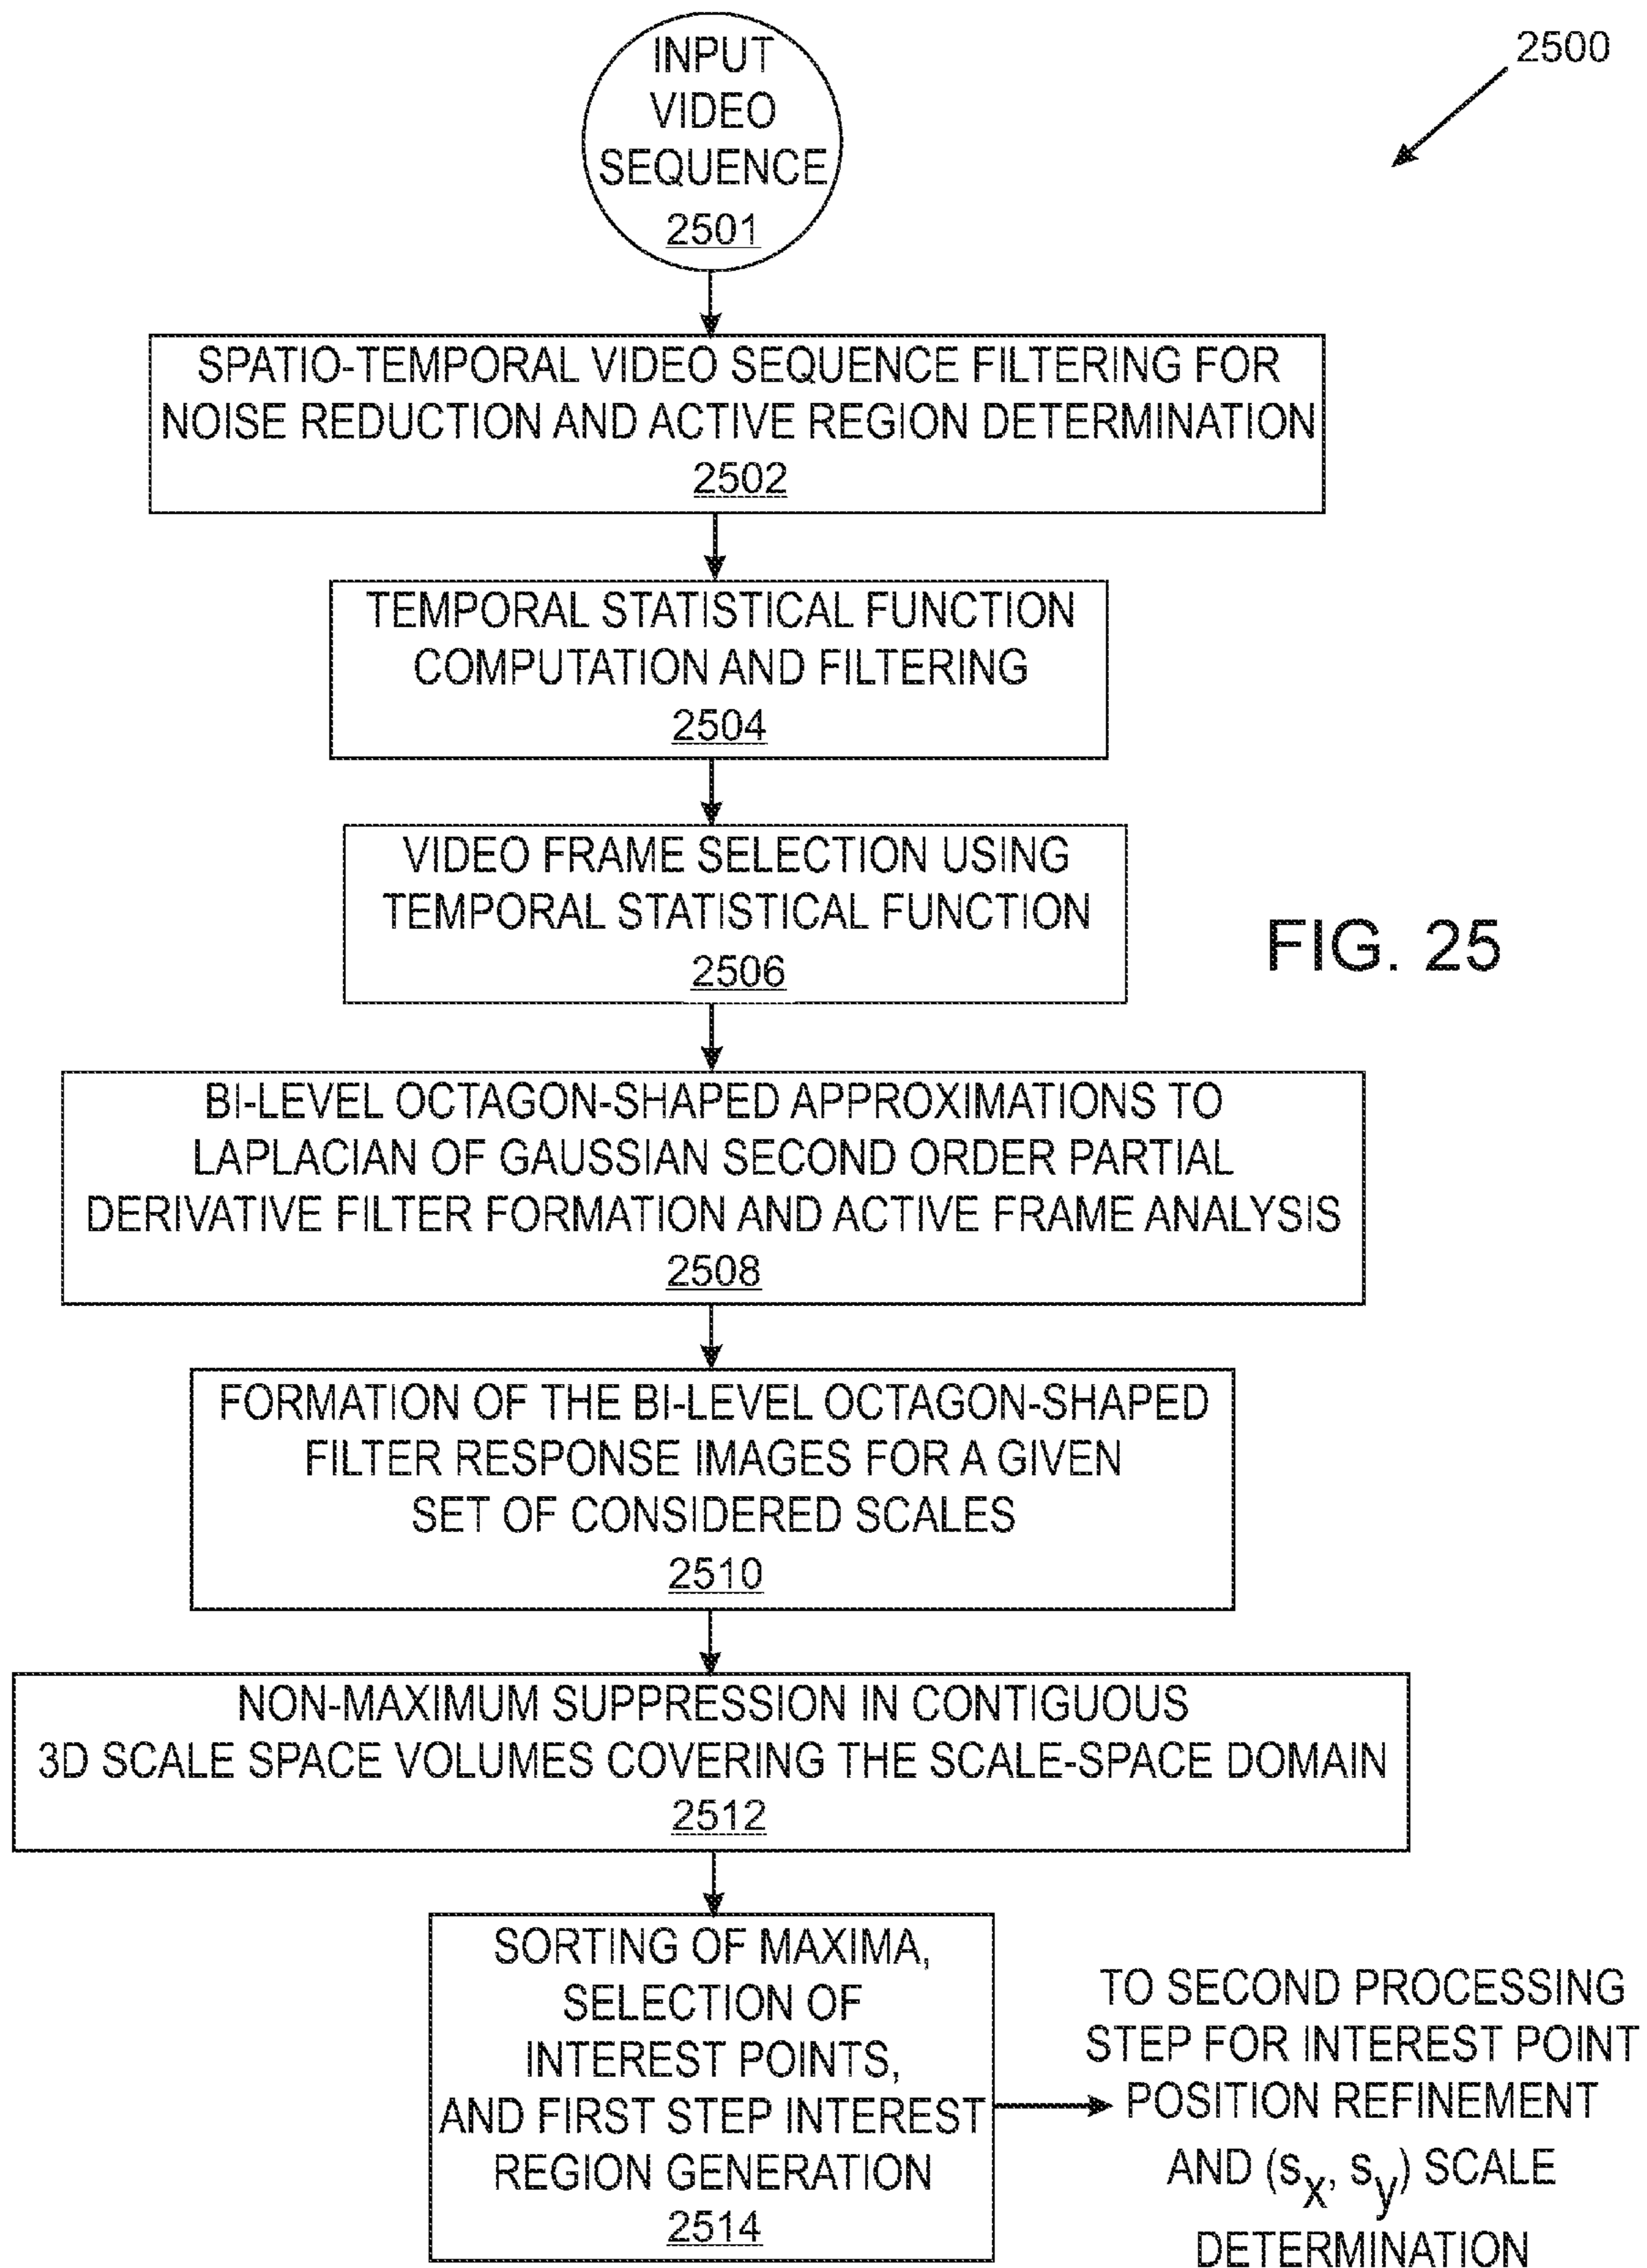 2500
INPUT
VIDEO
SEQUENCE
2501
SPATIO-TEMPORAL VIDEO SEQUENCE FILTERING FOR
NOISE REDUCTION AND ACTIVE REGION DETERMINATION
2502
TEMPORAL STATISTICAL FUNCTION
COMPUTATION AND FILTERING
2504
VIDEO FRAME SELECTION USING
TEMPORAL STATISTICAL FUNCTION
2506
FIG. 25
BI-LEVEL OCTAGON-SHAPED APPROXIMATIONS TO
LAPLACIAN OF GAUSSIAN SECOND ORDER PARTIAL
DERIVATIVE FILTER FORMATION AND ACTIVE FRAME ANALYSIS
2508
FORMATION OF THE BI-LEVEL OCTAGON-SHAPED
FILTER RESPONSE IMAGES FOR A GIVEN
SET OF CONSIDERED SCALES
2510
NON-MAXIMUM SUPPRESSION IN CONTIGUOUS
3D SCALE SPACE VOLUMES COVERING THE SCALE-SPACE DOMAIN
2512
SORTING OF MAXIMA,
SELECTION OF
INTEREST POINTS,
AND FIRST STEP INTEREST
REGION GENERATION
2514
TO SECOND PROCESSING
STEP FOR INTEREST POINT
POSITION REFINEMENT
AND (s_x, s_y) SCALE
DETERMINATION